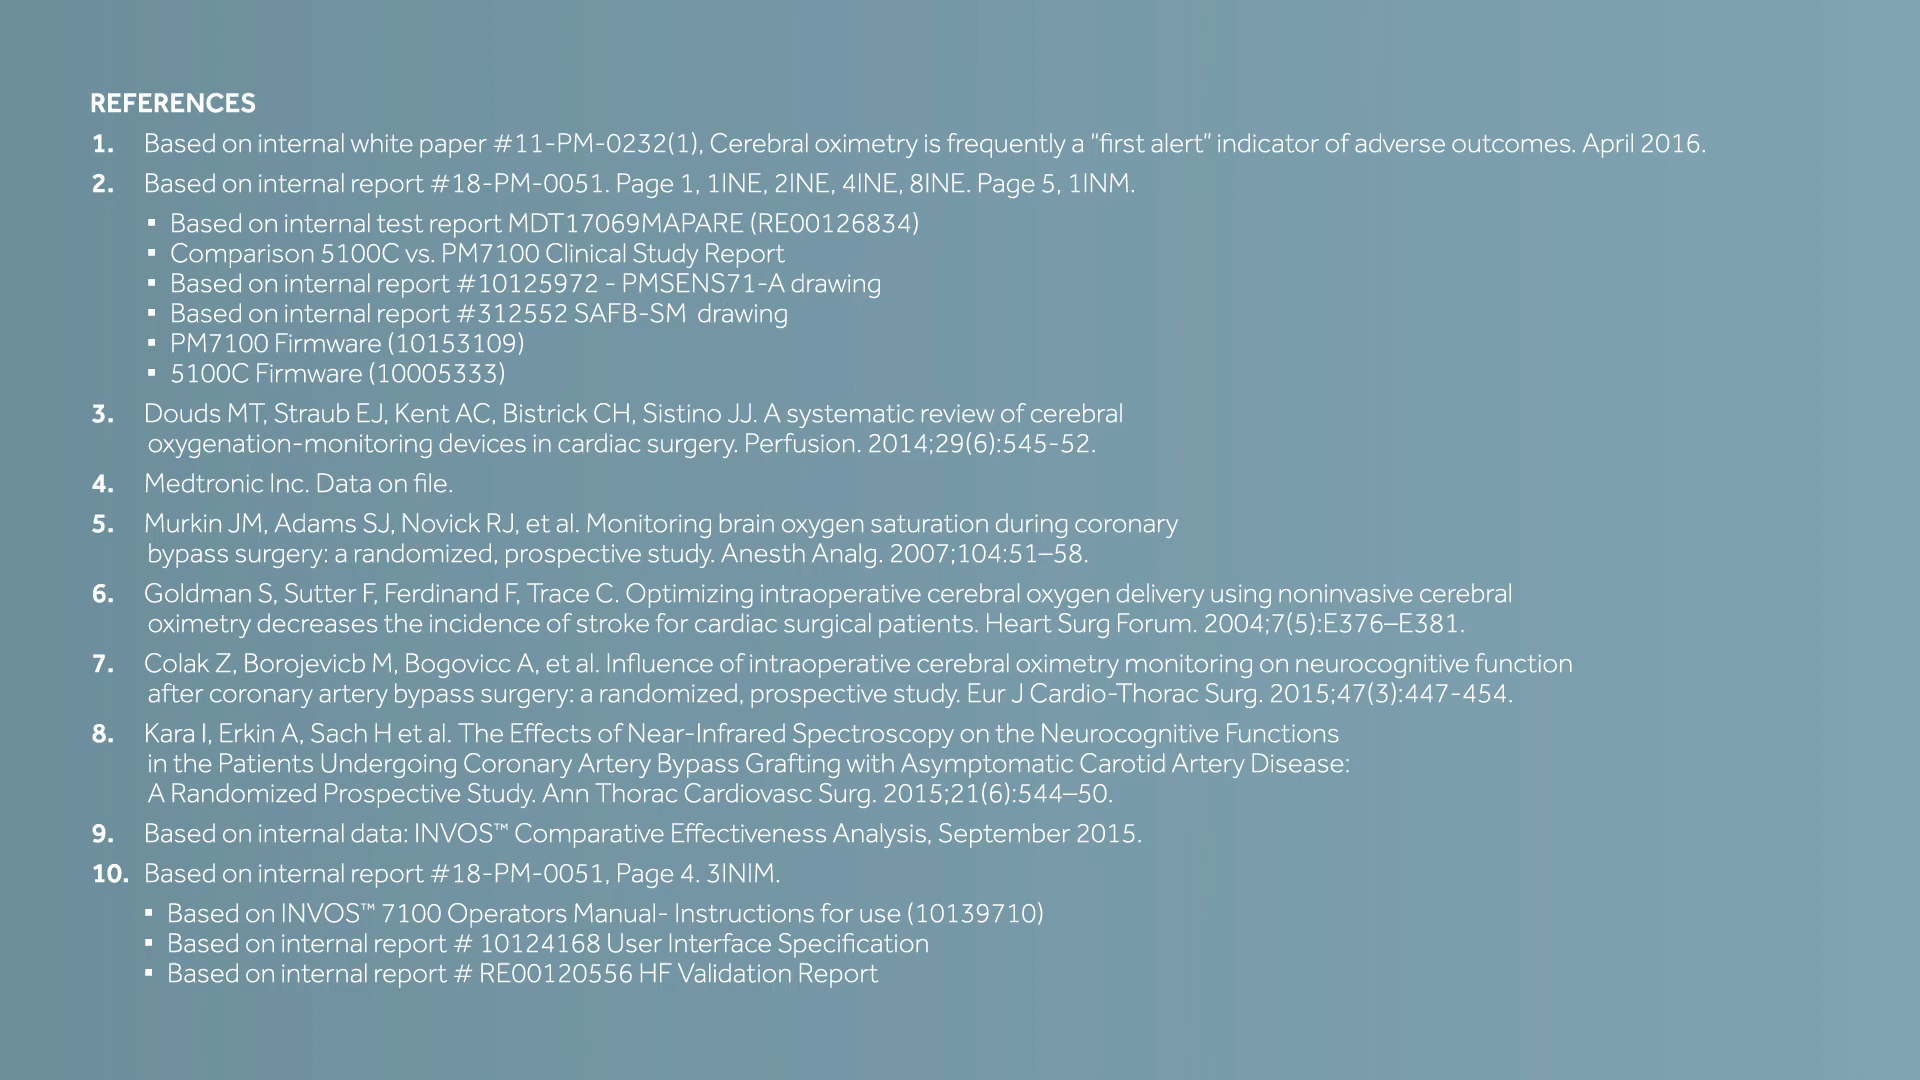 REFERENCES
1. Based on internal white paper #11-PM-0232(1), Cerebral oximetry is frequently a "first alert" indicator of adverse outcomes. April 2016.
2. Based on internal report #18-PM-0051. Page 1, 1INE, 2INE, 4INE, 8INE. Page 5, 1INM.
▪ Based on internal test report MDT17069MAPARE (RE00126834)
▪ Comparison 5100C vs. PM7100 Clinical Study Report
▪ Based on internal report #10125972 - PMSENS71-A drawing
▪ Based on internal report #312552 SAFB-SM drawing
▪ PM7100 Firmware (10153109)
▪ 5100C Firmware (10005333)
3. Douds MT, Straub EJ, Kent AC, Bistrick CH, Sistino JJ. A systematic review of cerebral
oxygenation-monitoring devices in cardiac surgery. Perfusion. 2014;29(6):545-52.
4. Medtronic Inc. Data on file.
5. Murkin JM, Adams SJ, Novick RJ, et al. Monitoring brain oxygen saturation during coronary
bypass surgery: a randomized, prospective study. Anesth Analg. 2007;104:51–58.
6. Goldman S, Sutter F, Ferdinand F, Trace C. Optimizing intraoperative cerebral oxygen delivery using noninvasive cerebral
oximetry decreases the incidence of stroke for cardiac surgical patients. Heart Surg Forum. 2004;7(5):E376–E381.
7. Colak Z, Borojevicb M, Bogovicc A, et al. Influence of intraoperative cerebral oximetry monitoring on neurocognitive function
after coronary artery bypass surgery: a randomized, prospective study. Eur J Cardio-Thorac Surg. 2015;47(3):447-454.
8. Kara I, Erkin A, Sach H et al. The Effects of Near-Infrared Spectroscopy on the Neurocognitive Functions
in the Patients Undergoing Coronary Artery Bypass Grafting with Asymptomatic Carotid Artery Disease:
A Randomized Prospective Study. Ann Thorac Cardiovasc Surg. 2015;21(6):544–50.
9. Based on internal data: INVOS™ Comparative Effectiveness Analysis, September 2015.
10. Based on internal report #18-PM-0051, Page 4. 3INIM.
▪ Based on INVOS™ 7100 Operators Manual- Instructions for use (10139710)
▪ Based on internal report # 10124168 User Interface Specification
▪ Based on internal report # RE00120556 HF Validation Report